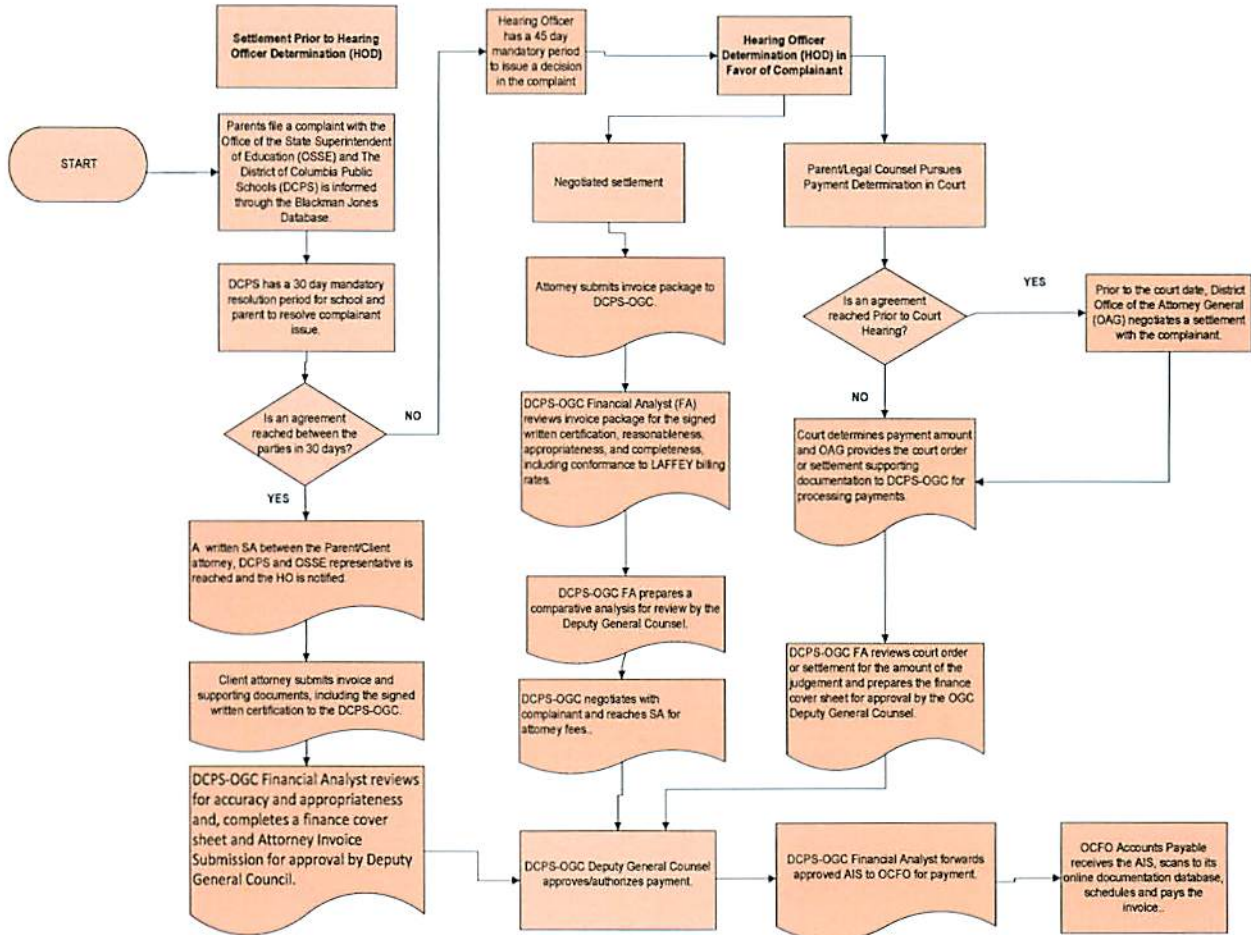 Settlement Prior to Hearing
Officer Determination (HOD)
START
Parents file a complaint with the
Office of the State Superintendent
of Education (OSSE) and The
District of Columbia Public
Schools (DCPS) is informed
through the Blackman Jones
Database.
DCPS has a 30 day mandatory
resolution period for school and
parent to resolve complainant
issue.
Is an agreement
reached between the
parties in 30 days?
NO
YES
A written SA between the Parent/Client
attorney, DCPS and OSSE representative is
reached and the HO is notified.
Client attorney submits invoice and
supporting documents, including the signed
written certification to the DCPS-OGC.
DCPS-OGC Financial Analyst reviews
for accuracy and appropriateness
and, completes a finance cover
sheet and Attorney Invoice
Submission for approval by Deputy
General Council.
Hearing Officer
has a 45 day
mandatory period
to issue a decision
in the complaint
Hearing Officer
Determination (HOD) in
Favor of Complainant
Negotiated settlement
Attorney submits invoice package to
DCPS-OGC.
DCPS-OGC Financial Analyst (FA)
reviews invoice package for the signed
written certification, reasonableness,
appropriateness, and completeness,
including conformance to LAFFEY billing
rates.
DCPS-OGC FA prepares a
comparative analysis for review by the
Deputy General Counsel.
DCPS-OGC negotiates with
complainant and reaches SA for
attorney fees..
Parent/Legal Counsel Pursues
Payment Determination in Court
Is an agreement
reached Prior to Court
Hearing?
YES
NO
Prior to the court date, District
Office of the Attorney General
(OAG) negotiates a settlement
with the complainant.
Court determines payment amount
and OAG provides the court order
or settlement supporting
documentation to DCPS-OGC for
processing payments.
DCPS-OGC FA reviews court order
or settlement for the amount of the
judgement and prepares the finance
cover sheet for approval by the OGC
Deputy General Counsel.
DCPS-OGC Deputy General Counsel
approves/authorizes payment.
DCPS-OGC Financial Analyst forwards
approved AIS to OCFO for payment.
OCFO Accounts Payable
receives the AIS, scans to its
online documentation database,
schedules and pays the
invoice..